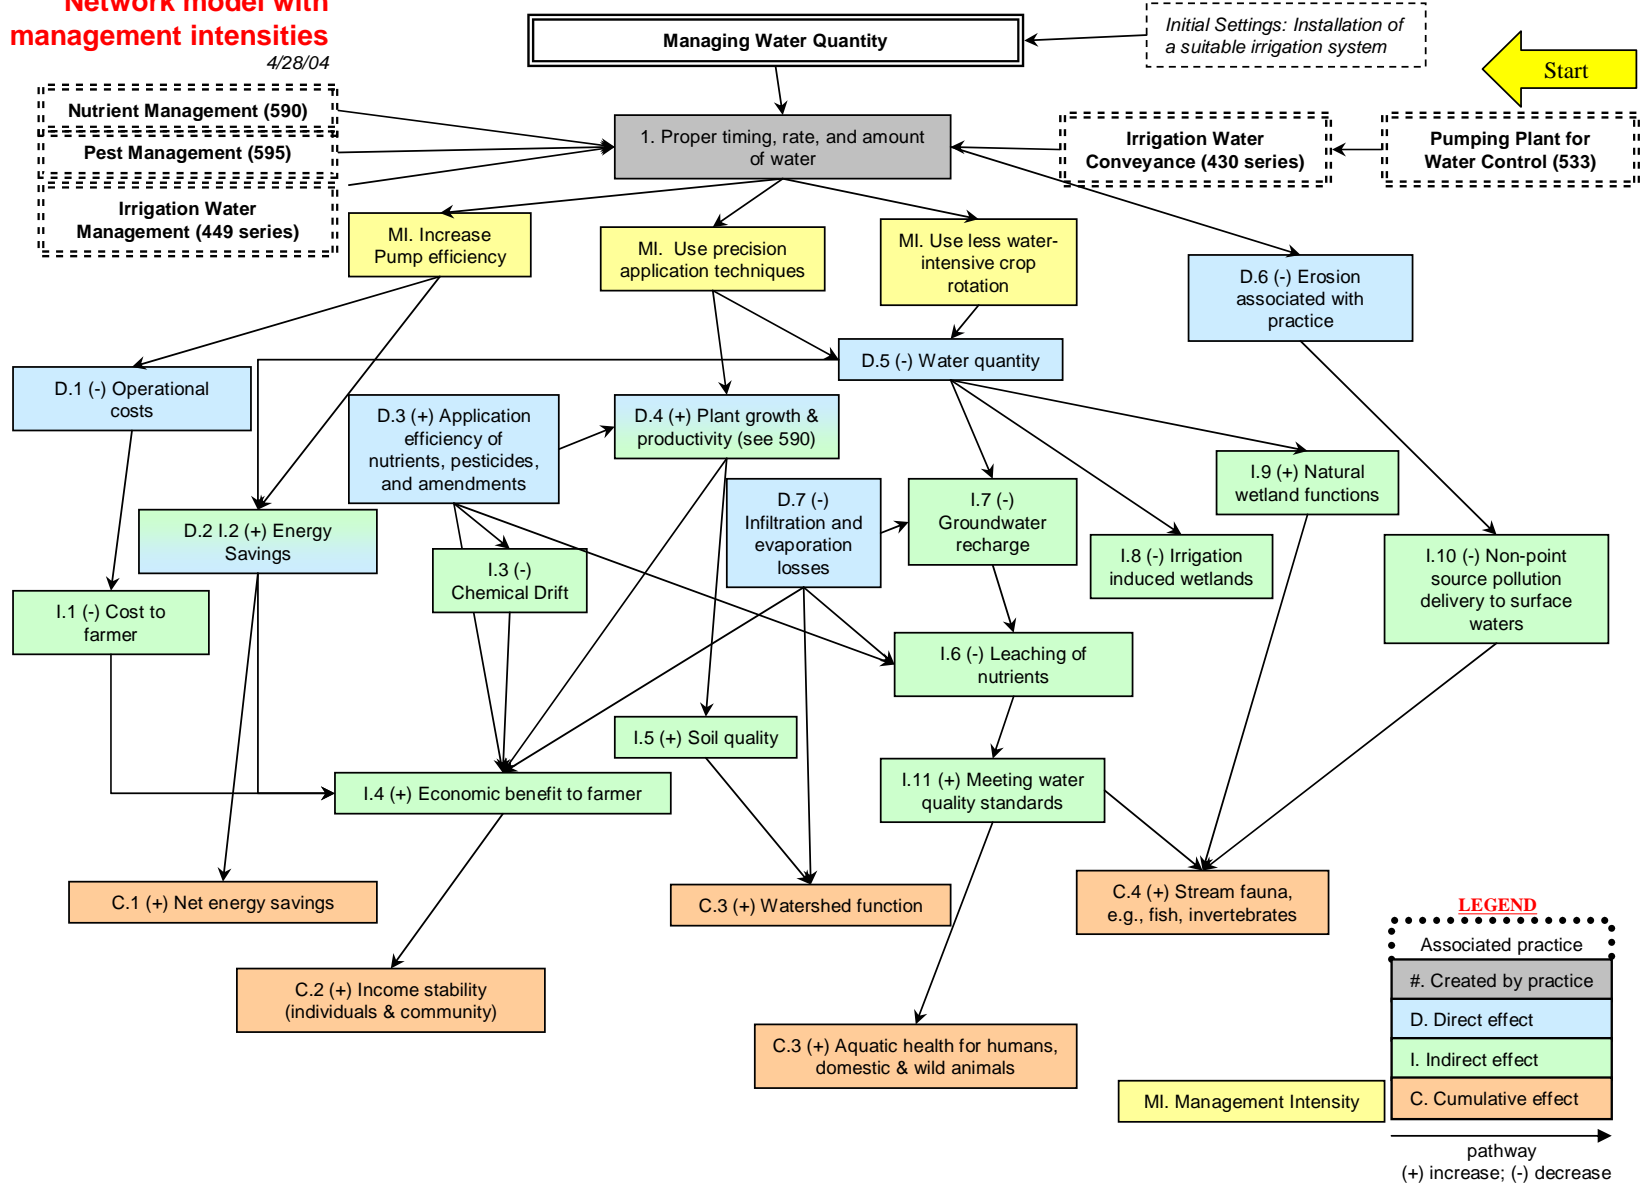 Network model with
management intensities
4/28/04
Managing Water Quantity
Initial Settings: Installation of
a suitable irrigation system
Start
Nutrient Management (590)
Pest Management (595)
Irrigation Water
Management (449 series)
1. Proper timing, rate, and amount
of water
Irrigation Water
Conveyance (430 series)
Pumping Plant for
Water Control (533)
MI. Increase
Pump efficiency
MI.  Use precision
application techniques
MI. Use less water-
intensive crop
rotation
D.6 (-) Erosion
associated with
practice
D.1 (-) Operational
costs
D.5 (-) Water quantity
D.3 (+) Application
efficiency of
nutrients, pesticides,
and amendments
D.4 (+) Plant growth &
productivity (see 590)
D.2 I.2 (+) Energy
Savings
D.7 (-)
Infiltration and
evaporation
losses
I.7 (-)
Groundwater
recharge
I.9 (+) Natural
wetland functions
I.8 (-) Irrigation
induced wetlands
I.10 (-) Non-point
source pollution
delivery to surface
waters
I.1 (-) Cost to
farmer
I.3 (-)
Chemical Drift
I.6 (-) Leaching of
nutrients
I.5 (+) Soil quality
I.4 (+) Economic benefit to farmer
I.11 (+) Meeting water
quality standards
C.1 (+) Net energy savings
C.3 (+) Watershed function
C.4 (+) Stream fauna,
e.g., fish, invertebrates
C.2 (+) Income stability
(individuals & community)
C.3 (+) Aquatic health for humans,
domestic & wild animals
LEGEND
Associated practice
#. Created by practice
D. Direct effect
I. Indirect effect
C. Cumulative effect
MI. Management Intensity
pathway
(+) increase; (-) decrease